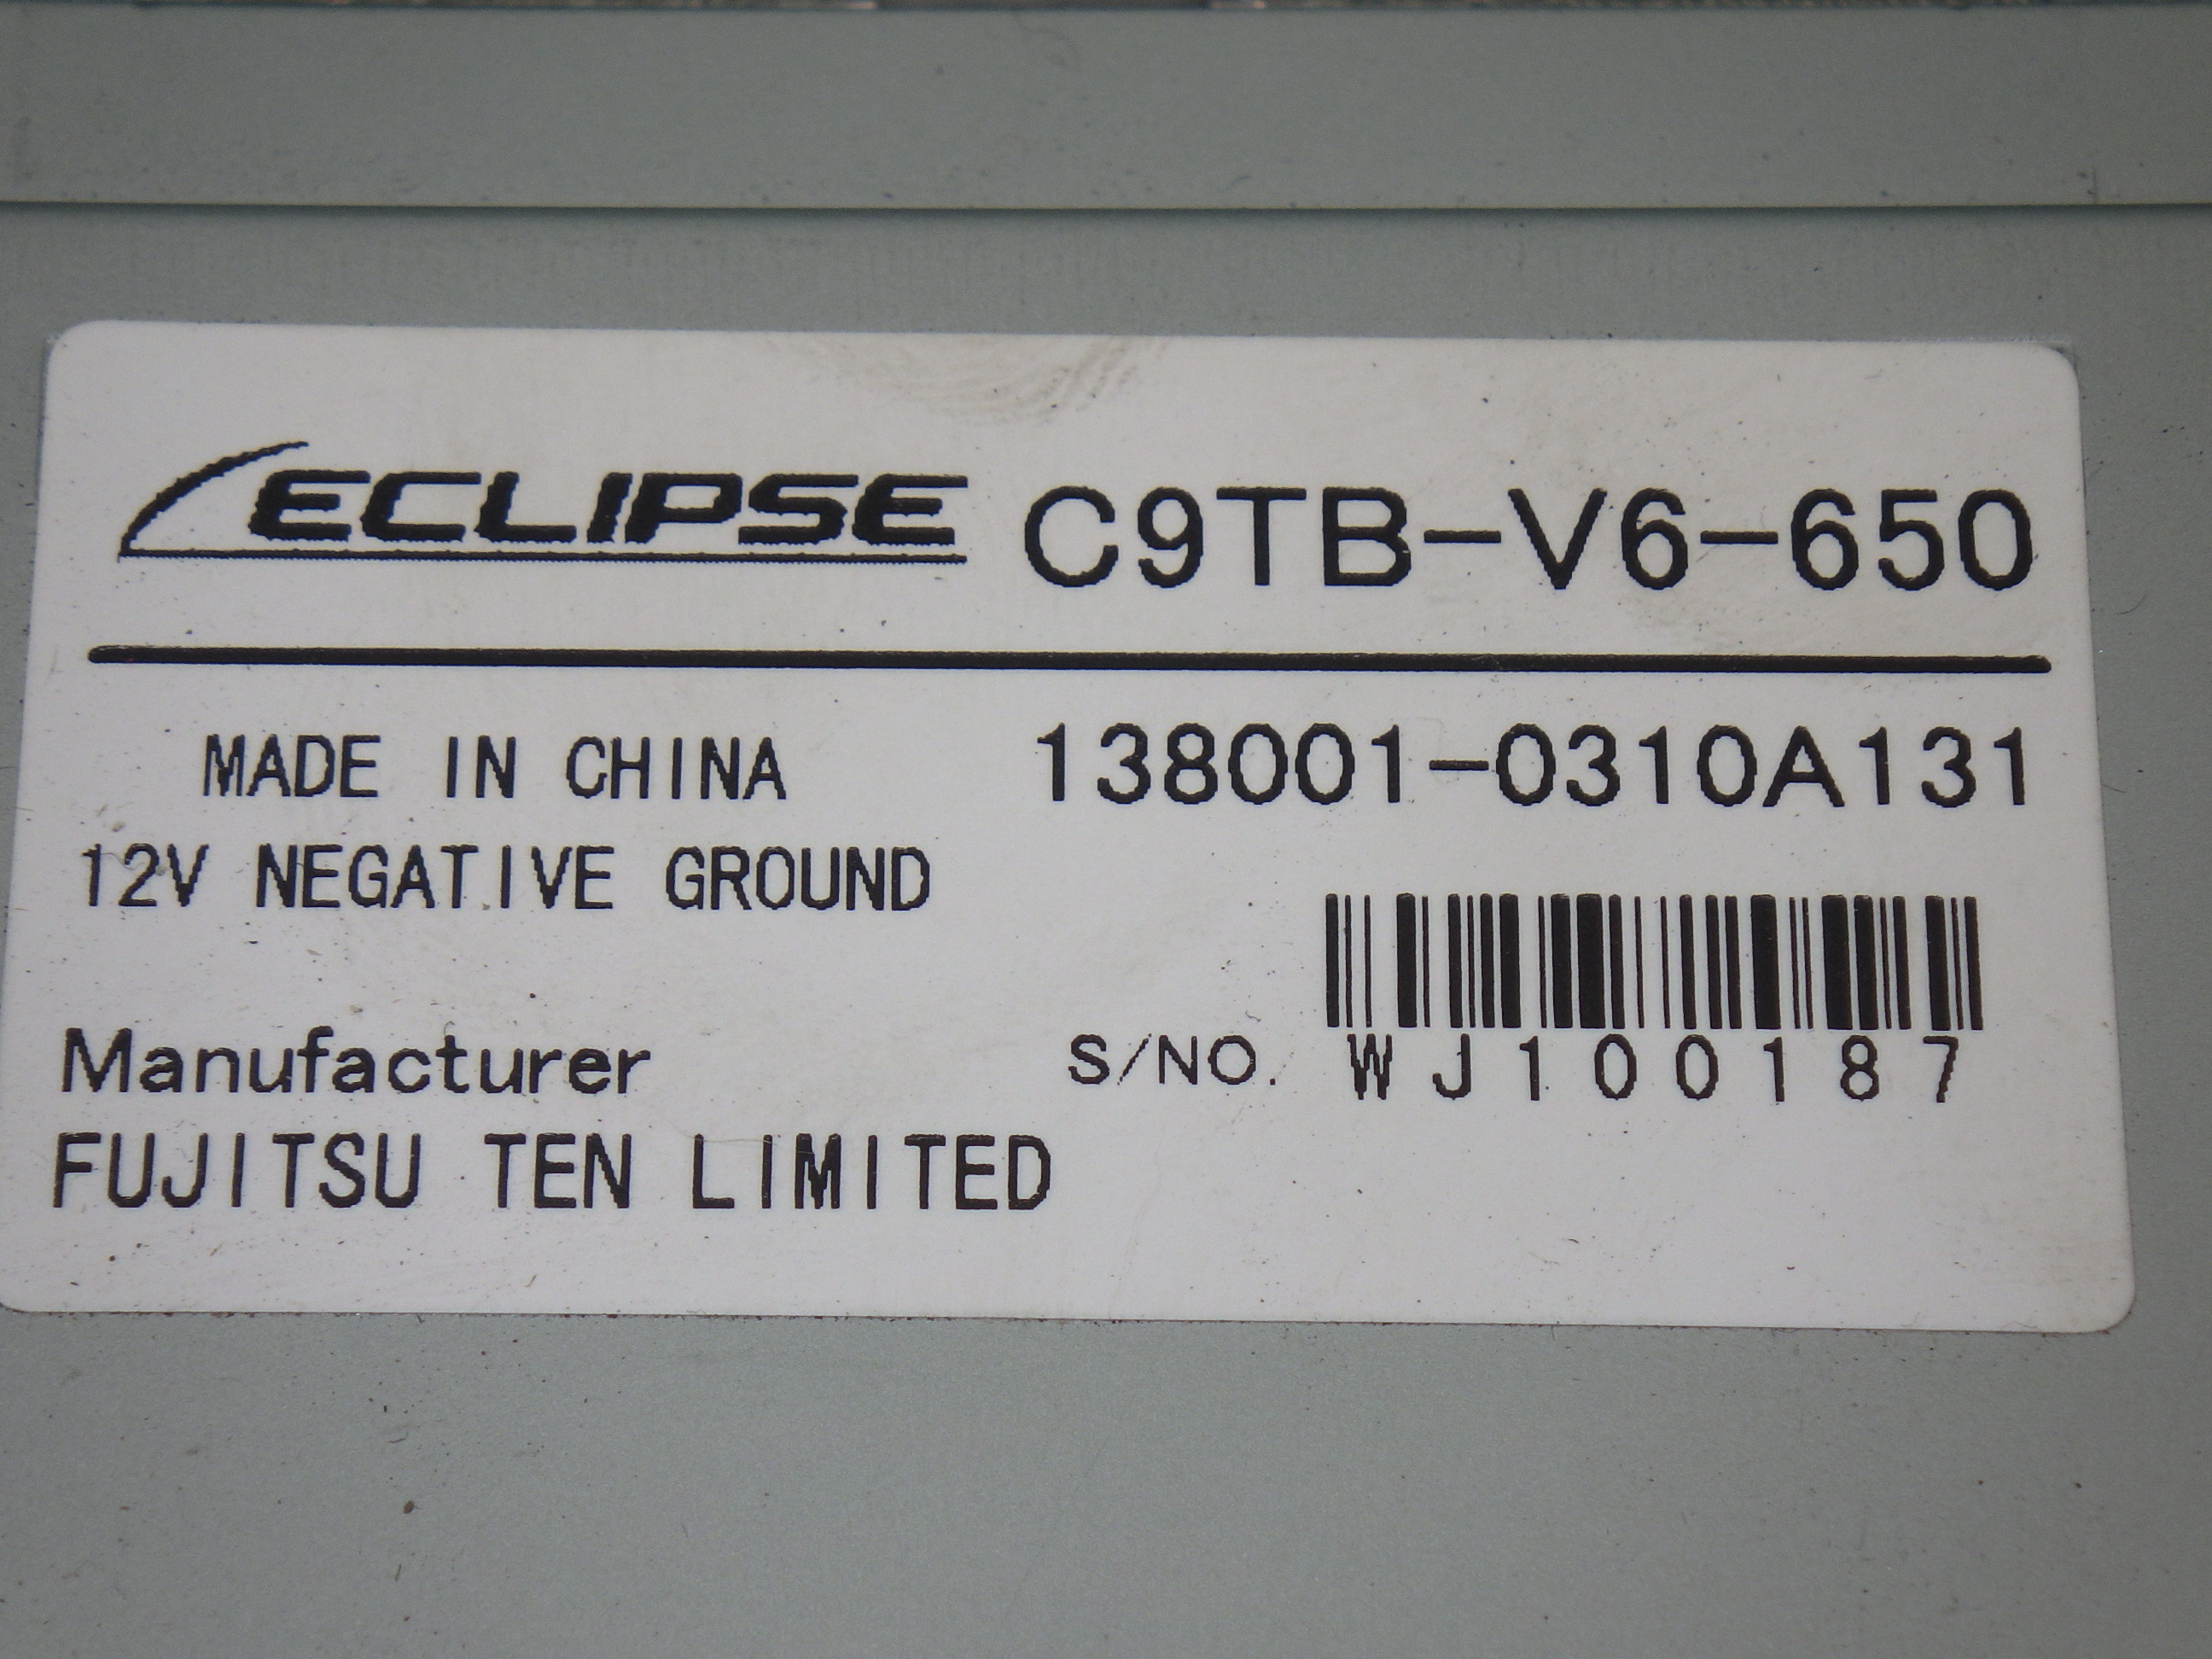 ECLIPSE C9TB-V6-650
MADE IN CHINA 138001-0310A131
12V NEGATIVE GROUND
Manufacturer S/NO. WJ100187
FUJITSU TEN LIMITED